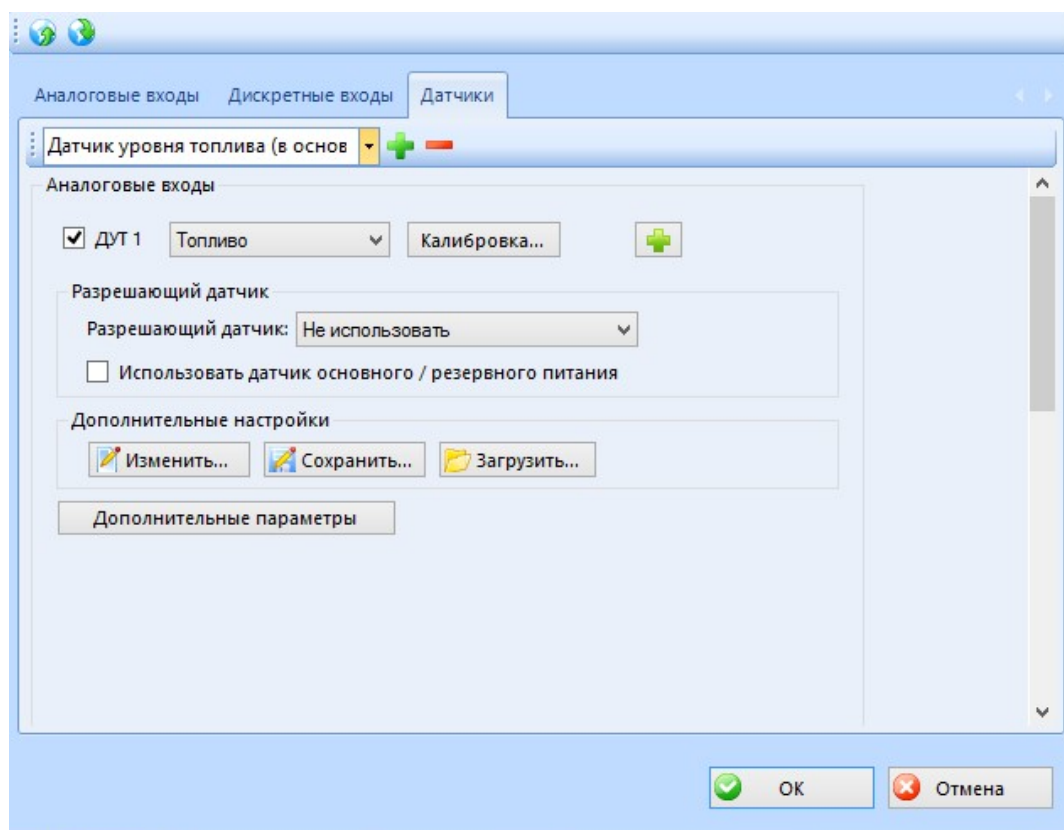 Аналоговые входы Дискретные входы Датчики
Датчик уровня топлива (в основ
Аналоговые входы
ДУТ 1 Топливо Калибровка...
Разрешающий датчик
Разрешающий датчик: Не использовать
Использовать датчик основного / резервного питания
Дополнительные настройки
Изменить... Сохранить... Загрузить...
Дополнительные параметры
ОК Отмена